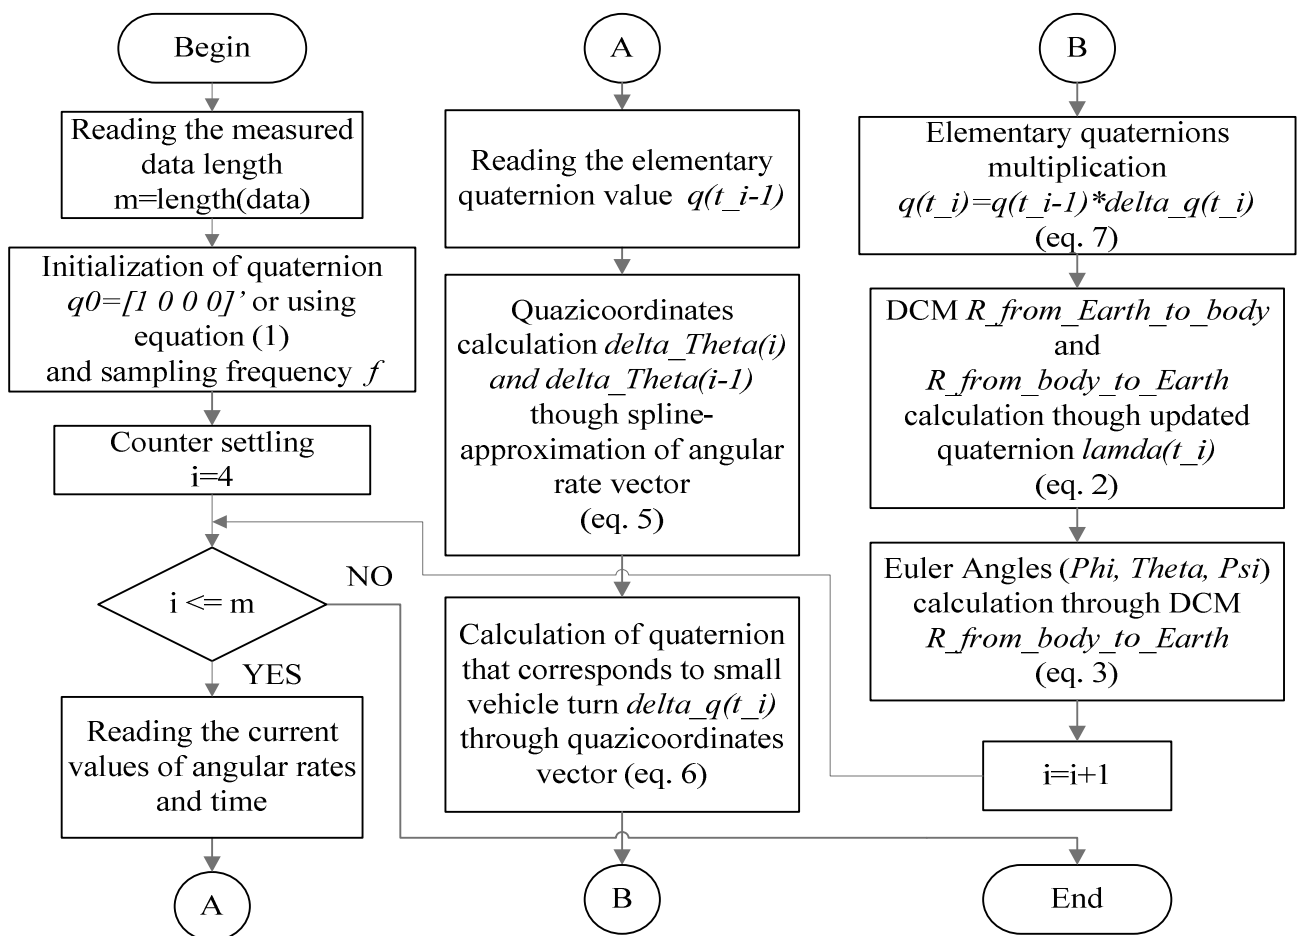 Begin
Reading the measured
data length
m=length(data)
Initialization of quaternion
q0=[1 0 0 0]’ or using
equation (1)
and sampling frequency f
Counter settling
i=4
i <= m
NO
YES
Reading the current
values of angular rates
and time
A
A
Reading the elementary
quaternion value q(t_i-1)
Quazicoordinates
calculation delta_Theta(i)
and delta_Theta(i-1)
though spline-
approximation of angular
rate vector
(eq. 5)
Calculation of quaternion
that corresponds to small
vehicle turn delta_q(t_i)
through quazicoordinates
vector (eq. 6)
B
B
Elementary quaternions
multiplication
q(t_i)=q(t_i-1)*delta_q(t_i)
(eq. 7)
DCM R_from_Earth_to_body
and
R_from_body_to_Earth
calculation though updated
quaternion lamda(t_i)
(eq. 2)
Euler Angles (Phi, Theta, Psi)
calculation through DCM
R_from_body_to_Earth
(eq. 3)
i=i+1
End